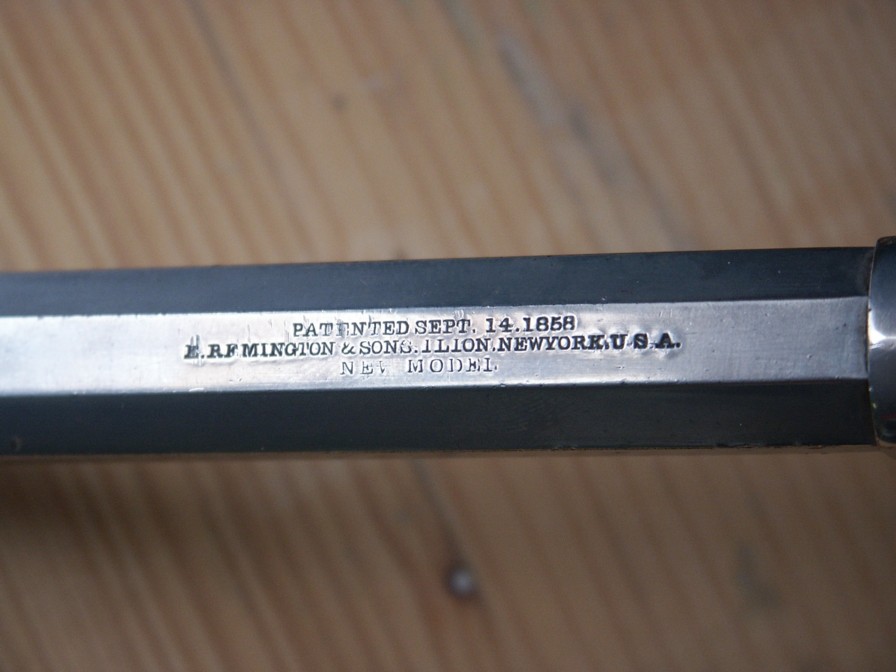 PATENTED SEPT. 14.1858
E.REMINGTON & SONS. ILION. NEWYORK.U.S.A.
NEW MODEL